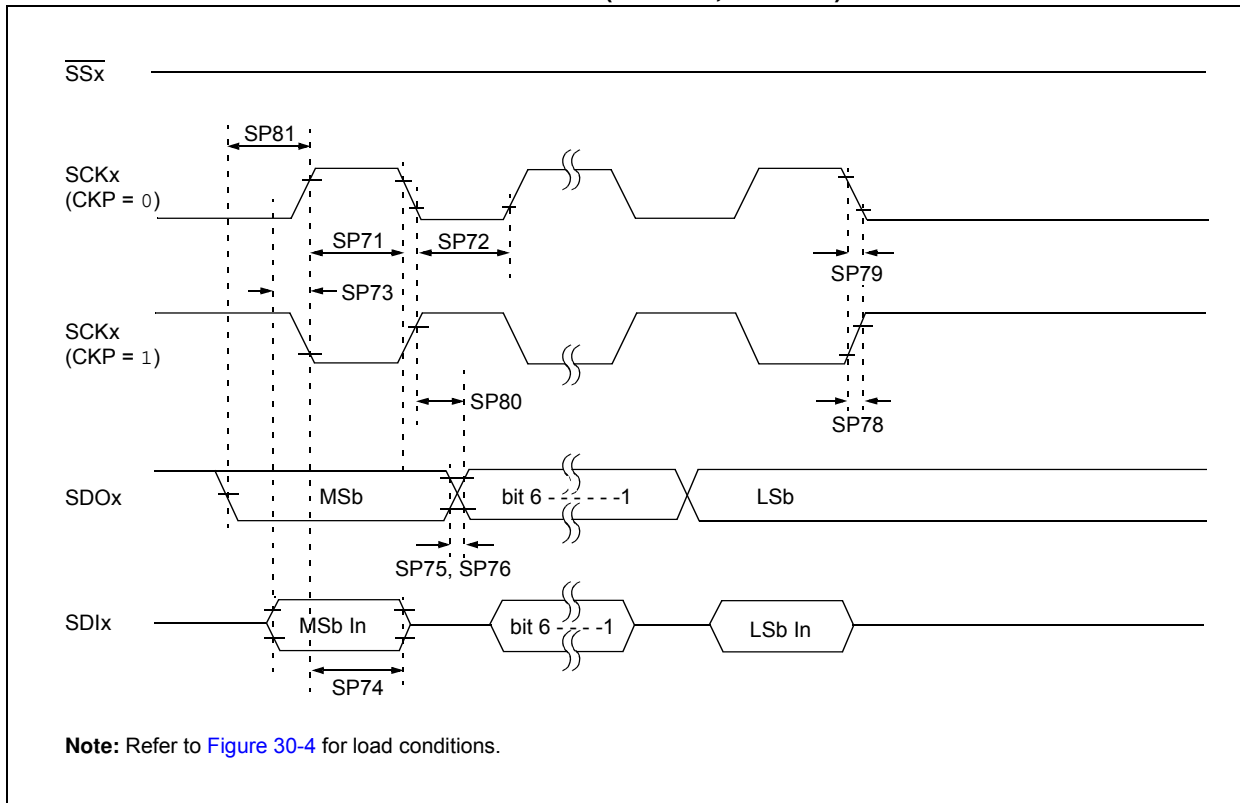 SSx
SP81
SCKx
(CKP = 0)
SP71
SP72
SP79
SP73
SCKx
(CKP = 1)
SP80
SP78
SDOx
MSb
bit 6 - - - - - -1
LSb
SP75, SP76
SDIx
MSb In
bit 6 - - - -1
LSb In
SP74
Note: Refer to Figure 30-4 for load conditions.